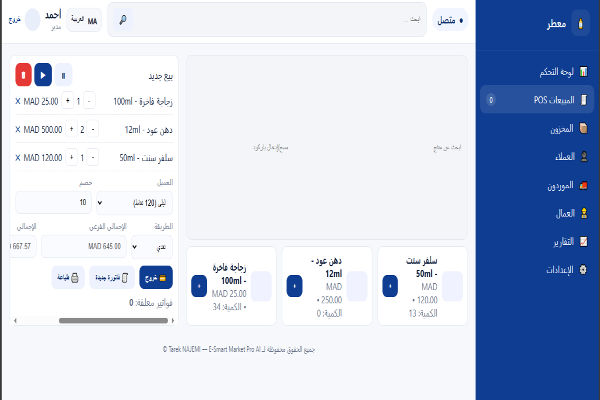 معطر
لوحة التحكم
المبيعات POS
0
المخزون
العملاء
الموردون
العمال
التقارير
الإعدادات
متصل
ابحث ...
MA العربية
احمد
مدير
خروج
ابحث عن منتج
مسح/إدخال باركود
سلفر سنت - 50ml
MAD 120.00 •
الكمية: 13
+
دهن عود - 12ml
MAD 250.00 •
الكمية: 0
+
زجاجة فاخرة - 100ml
MAD 25.00
• الكمية: 34
+
بيع جديد
زجاجة فاخرة - 100ml
- 1 + MAD 25.00 X
دهن عود - 12ml
- 2 + MAD 500.00 X
سلفر سنت - 50ml
- 1 + MAD 120.00 X
العميل
خصم
ليلى (120 نقطة)
10
الطريقة
الإجمالي الفرعي
الإجمالي
نقدي
MAD 645.00
667.57
خروج
فاتورة جديدة
طباعة
فواتير معلقة: 0
جميع الحقوق محفوظة لـ Tarek NAJEMI — E-Smart Market Pro AI ©